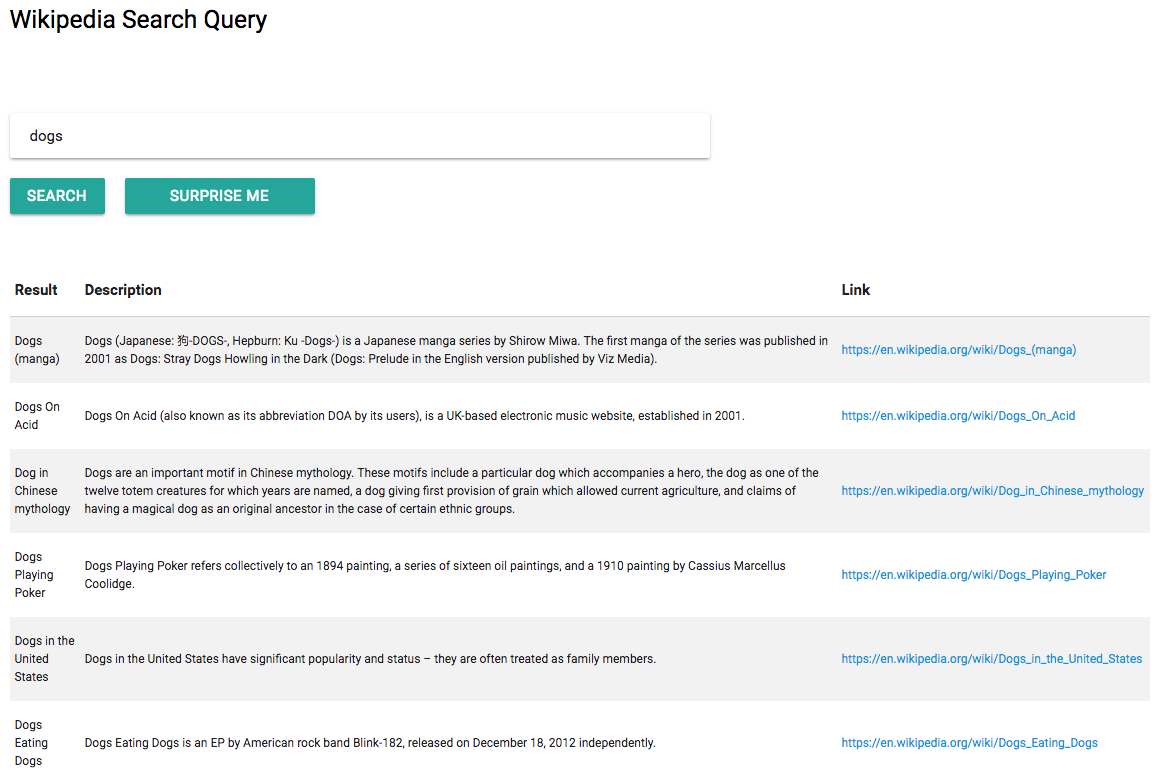 Wikipedia Search Query
dogs
SEARCH
SURPRISE ME
Result
Description
Link
Dogs
(manga)
Dogs (Japanese: 狗-DOGS-, Hepburn: Ku -Dogs-) is a Japanese manga series by Shirow Miwa. The first manga of the series was published in
2001 as Dogs: Stray Dogs Howling in the Dark (Dogs: Prelude in the English version published by Viz Media).
https://en.wikipedia.org/wiki/Dogs_(manga)
Dogs On
Acid
Dogs On Acid (also known as its abbreviation DOA by its users), is a UK-based electronic music website, established in 2001.
https://en.wikipedia.org/wiki/Dogs_On_Acid
Dog in
Chinese
mythology
Dogs are an important motif in Chinese mythology. These motifs include a particular dog which accompanies a hero, the dog as one of the
twelve totem creatures for which years are named, a dog giving first provision of grain which allowed current agriculture, and claims of
having a magical dog as an original ancestor in the case of certain ethnic groups.
https://en.wikipedia.org/wiki/Dog_in_Chinese_mythology
Dogs
Playing
Poker
Dogs Playing Poker refers collectively to an 1894 painting, a series of sixteen oil paintings, and a 1910 painting by Cassius Marcellus
Coolidge.
https://en.wikipedia.org/wiki/Dogs_Playing_Poker
Dogs in the
United
States
Dogs in the United States have significant popularity and status – they are often treated as family members.
https://en.wikipedia.org/wiki/Dogs_in_the_United_States
Dogs
Eating
Dogs
Dogs Eating Dogs is an EP by American rock band Blink-182, released on December 18, 2012 independently.
https://en.wikipedia.org/wiki/Dogs_Eating_Dogs